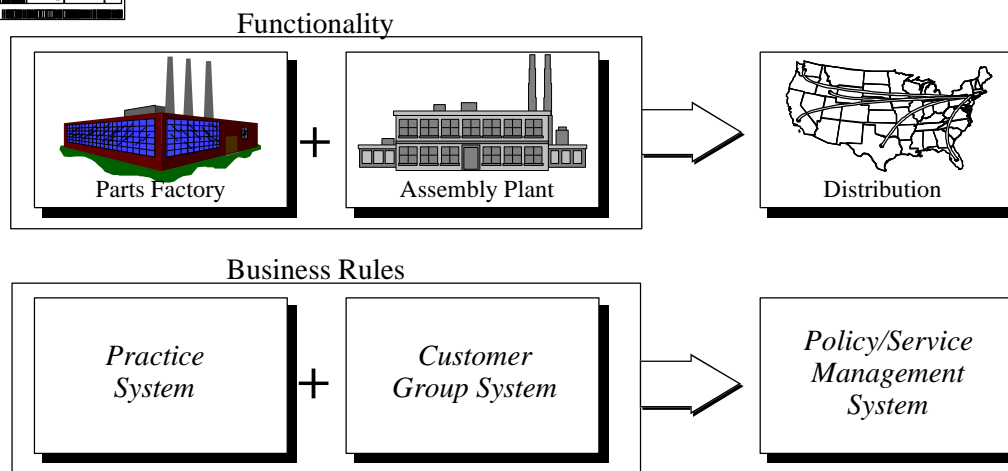 Functionality
+
Parts Factory
Assembly Plant
Distribution
Business Rules
Practice
System
+
Customer
Group System
Policy/Service
Management
System